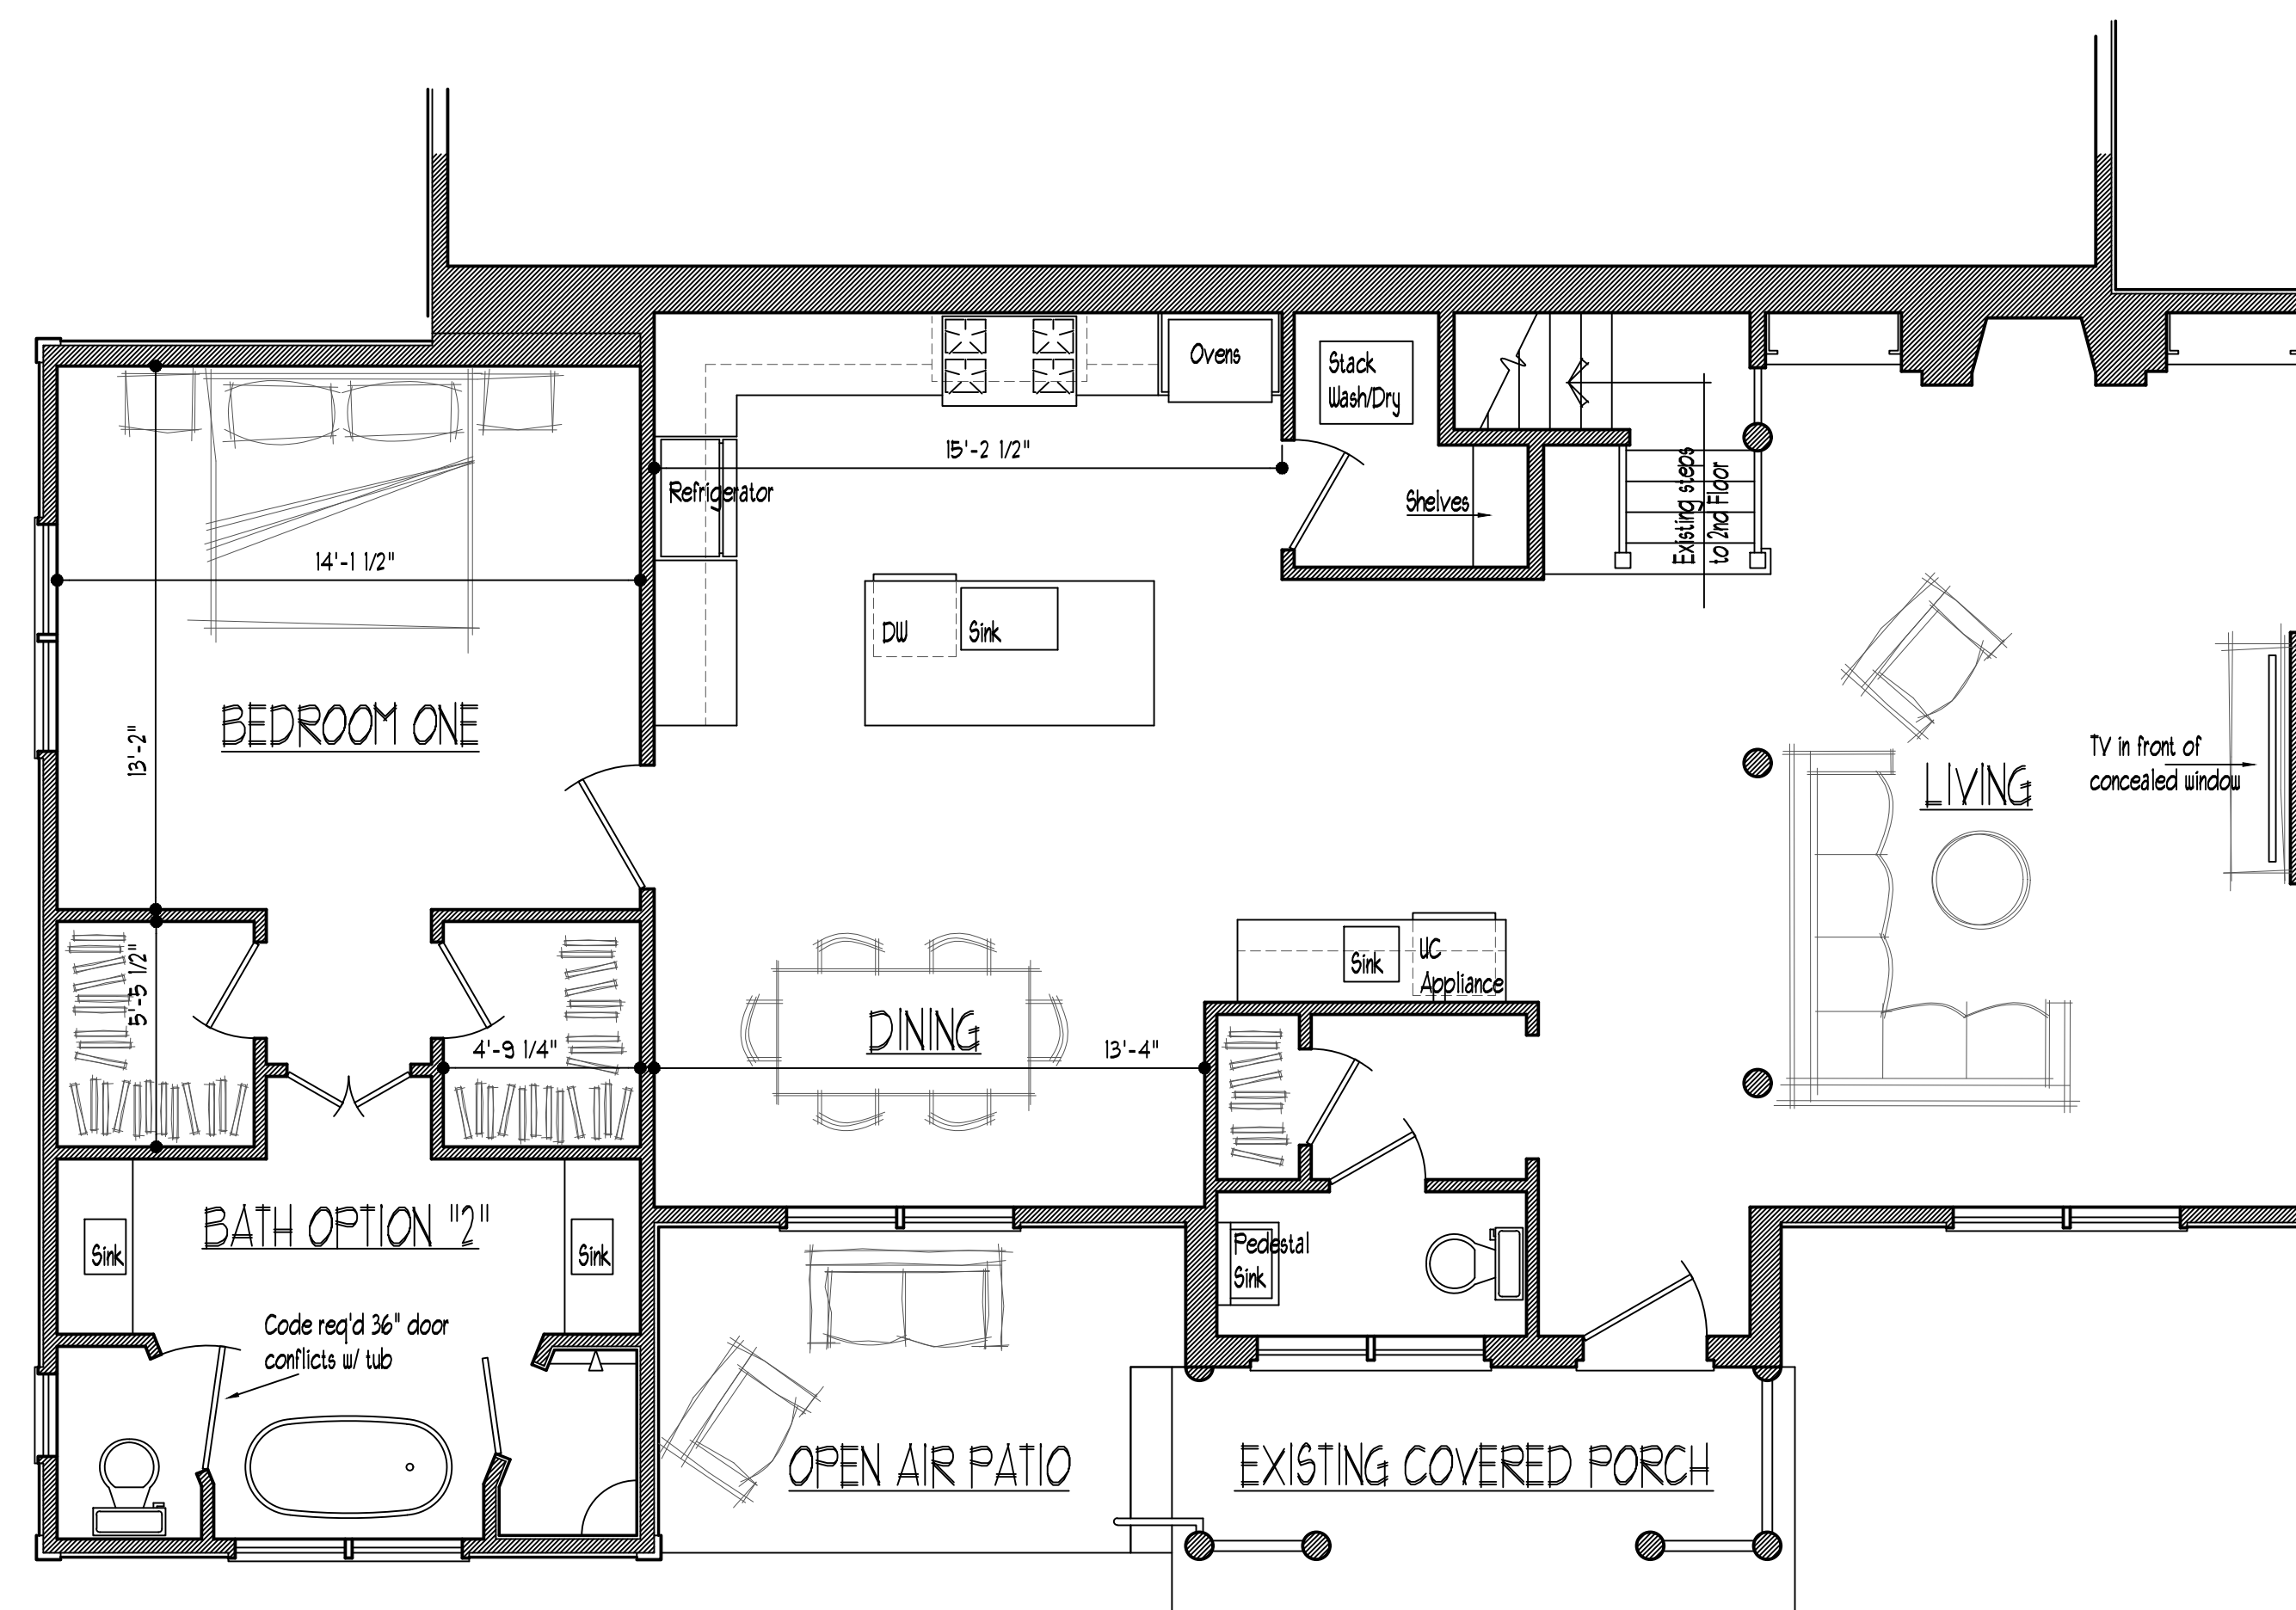 Ovens
Stack
Wash/Dry
15'-2 1/2"
Refrigerator
Shelves
Existing steps
to 2nd Floor
14'-1 1/2"
DW
Sink
BEDROOM ONE
13'-2"
TV in front of
concealed window
LIVING
5'-5 1/2"
Sink
UC
Appliance
DINING
4'-9 1/4"
13'-4"
BATH OPTION "2"
Sink
Sink
Pedestal
Sink
Code req'd 36" door
conflicts w/ tub
OPEN AIR PATIO
EXISTING COVERED PORCH